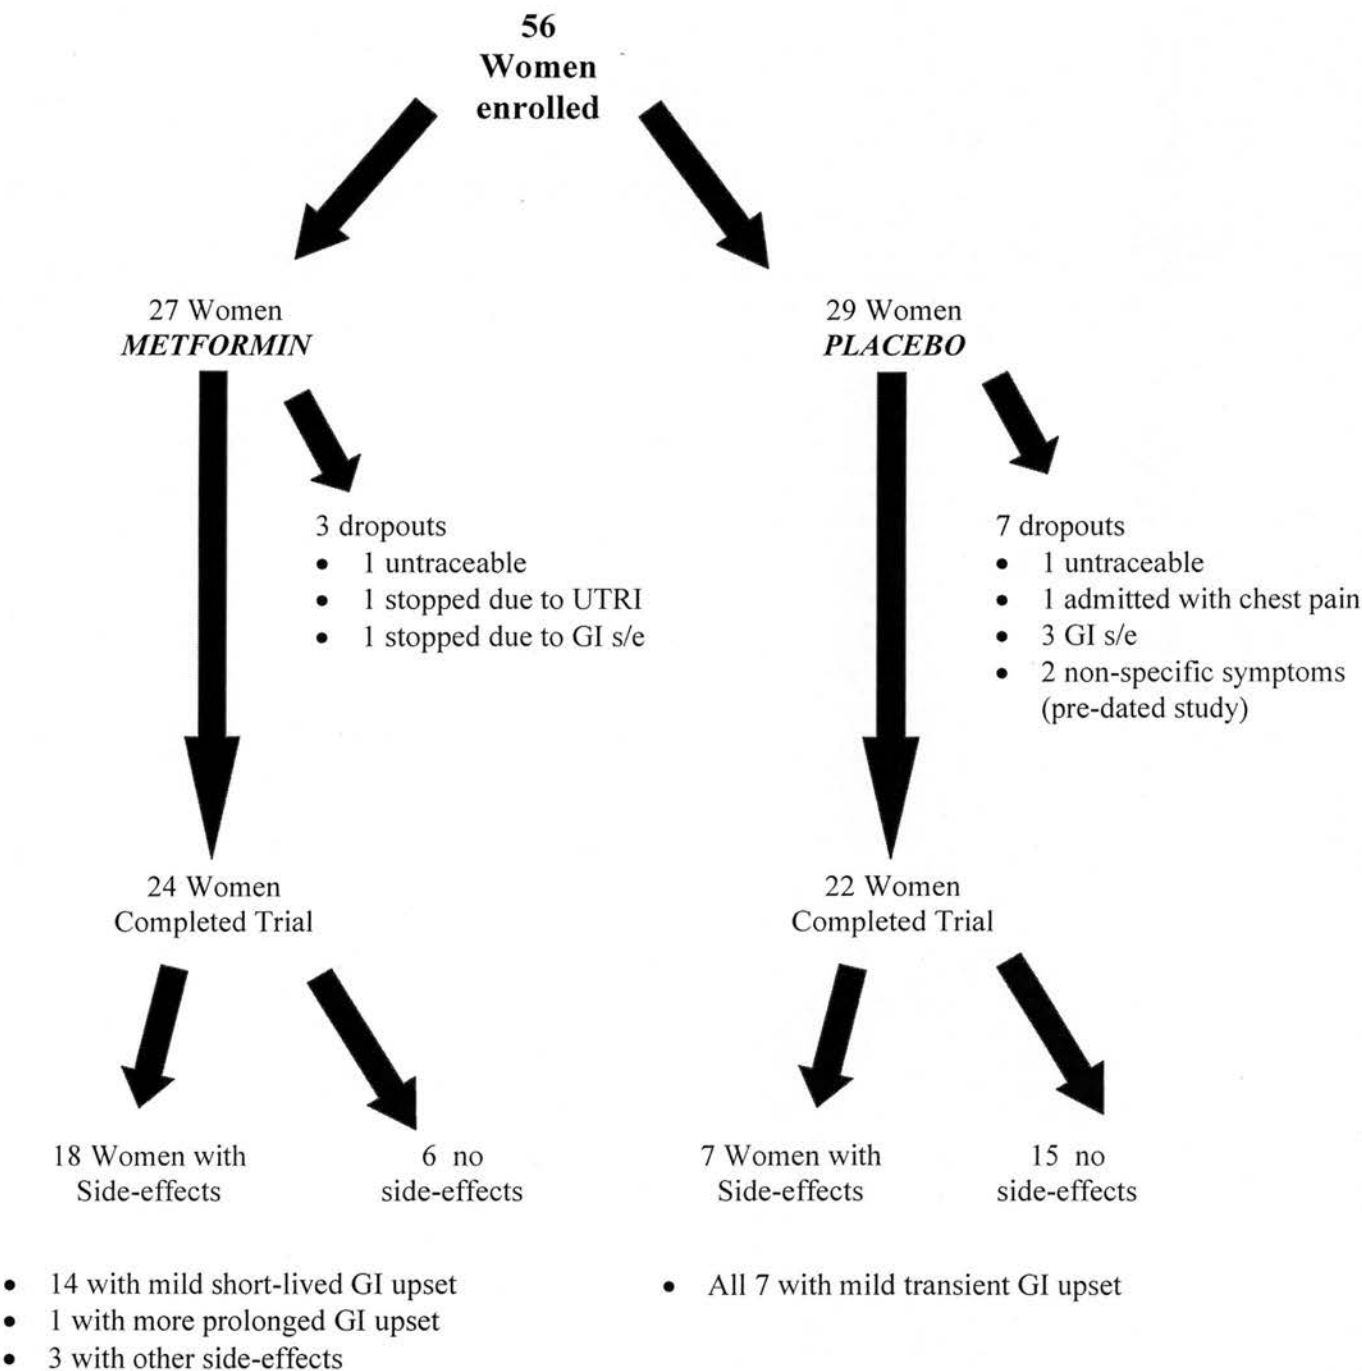 56
Women
enrolled
27 Women
METFORMIN
29 Women
PLACEBO
3 dropouts
• 1 untraceable
• 1 stopped due to UTRI
• 1 stopped due to GI s/e
7 dropouts
• 1 untraceable
• 1 admitted with chest pain
• 3 GI s/e
• 2 non-specific symptoms
(pre-dated study)
24 Women
Completed Trial
22 Women
Completed Trial
18 Women with
Side-effects
6 no
side-effects
7 Women with
Side-effects
15 no
side-effects
• 14 with mild short-lived GI upset
• 1 with more prolonged GI upset
• 3 with other side-effects
• All 7 with mild transient GI upset